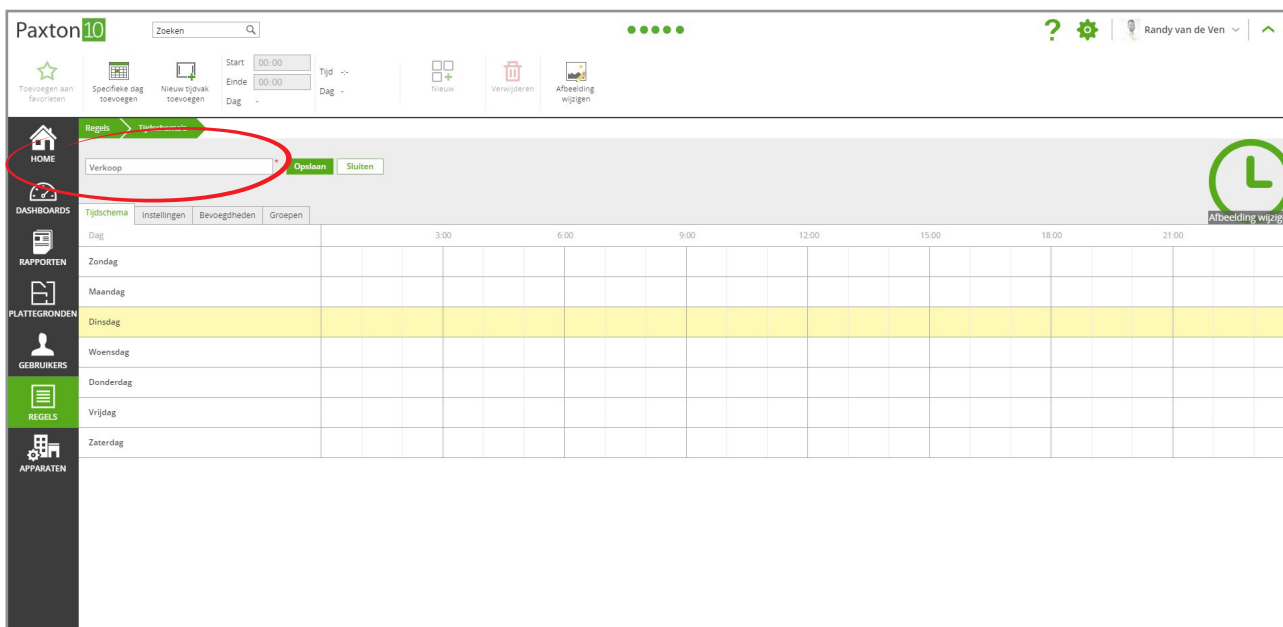 Paxton10
Zoeken
?
Randy van de Ven
Toevoegen aan
favorieten
Specifieke dag
toevoegen
Nieuw tijdvak
toevoegen
Start 00:00
Einde 00:00
Dag -
Tijd -:-
Dag -
Nieuw
Verwijderen
Afbeelding
wijzigen
HOME
DASHBOARDS
RAPPORTEN
PLATTEGRONDEN
GEBRUIKERS
REGELS
APPARATEN
Regels Tijdschema's
Verkoop * Opslaan Sluiten
Afbeelding wijzige
Tijdschema Instellingen Bevoegdheden Groepen
Dag 3:00 6:00 9:00 12:00 15:00 18:00 21:00
Zondag
Maandag
Dinsdag
Woensdag
Donderdag
Vrijdag
Zaterdag